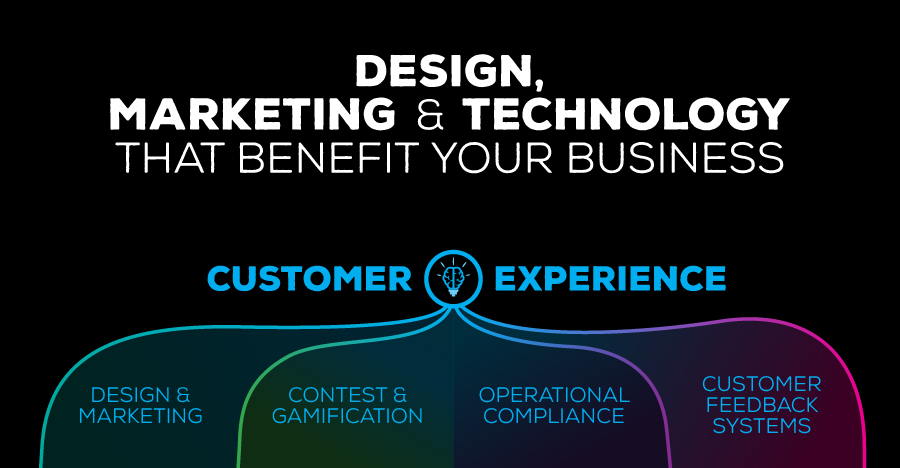 DESIGN,
MARKETING & TECHNOLOGY
THAT BENEFIT YOUR BUSINESS
CUSTOMER EXPERIENCE
DESIGN &
MARKETING
CONTEST &
GAMIFICATION
OPERATIONAL
COMPLIANCE
CUSTOMER
FEEDBACK
SYSTEMS